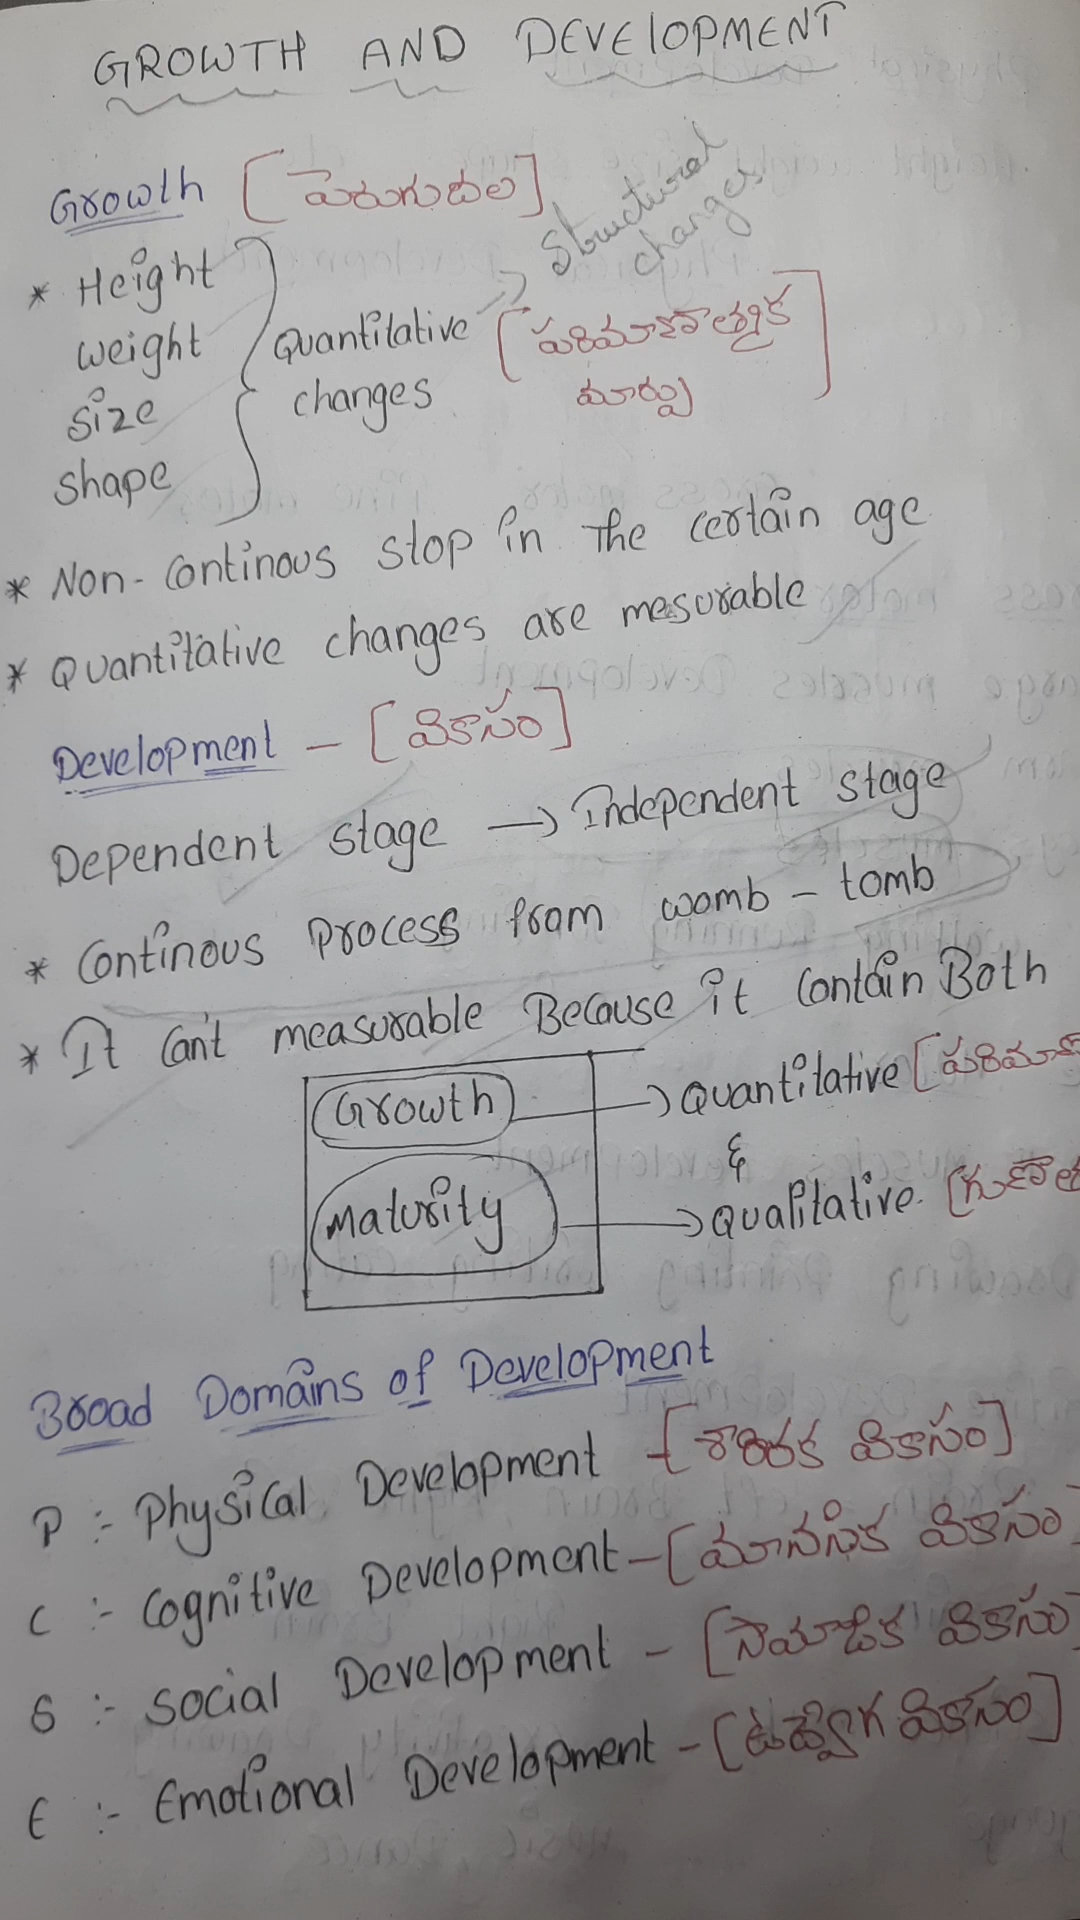 GROWTH AND DEVELOPMENT
Growth [పెరుగుదల]
* Height
weight
size
shape
Quantitative changes
→ structural changes
[పరిమాణాత్మక మార్పు]
* Non-continous stop in the certain age
* Quantitative changes are mesurable
Development - [వికాసం]
Dependent stage → Independent stage
* Continous process from womb - tomb
* It can't measurable Because it contain Both
Growth → Quantitative [పరిమా
&
maturity → Qualitative. [గుణాత
Broad Domains of Development
P :- Physical Development - [శారీరక వికాసం]
C :- Cognitive Development - [మానసిక వికాసం]
S :- social Development - [సామాజిక వికాసం]
E :- Emotional Development - [ఉద్వేగ వికాసం]